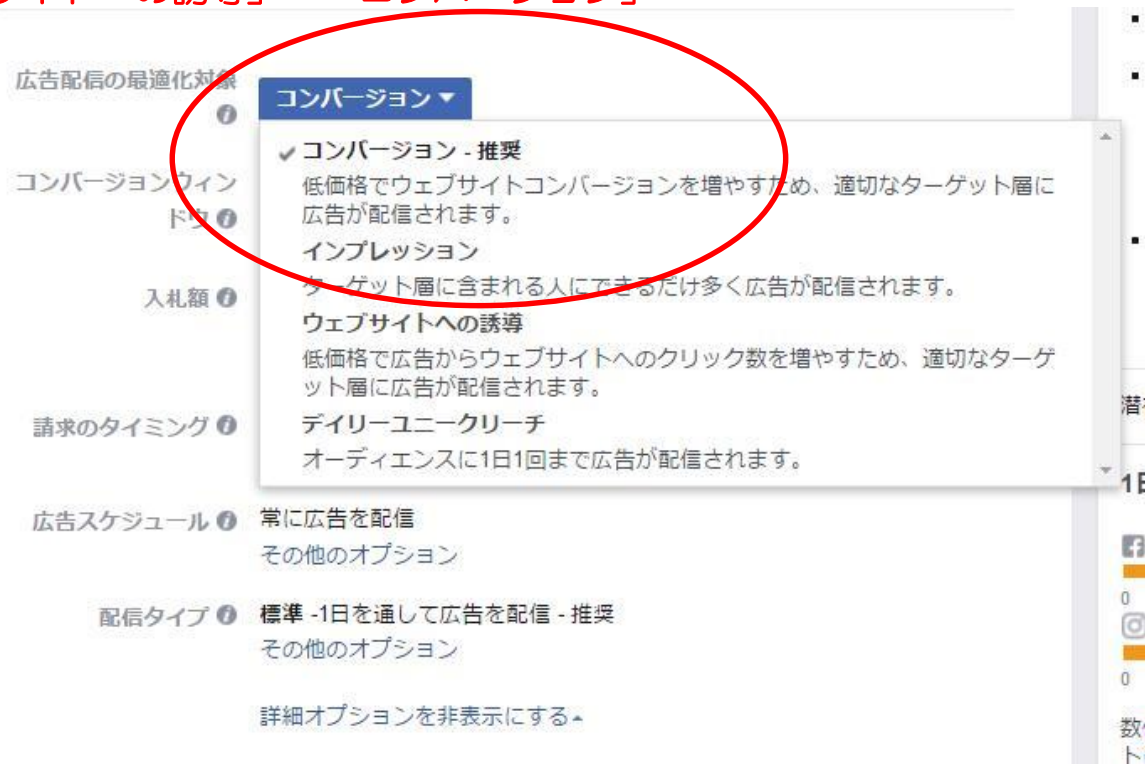 広告配信の最適化対象
コンバージョン
✓コンバージョン - 推奨
低価格でウェブサイトコンバージョンを増やすため、適切なターゲット層に
広告が配信されます。
コンバージョンウィン
ドウ
インプレッション
ターゲット層に含まれる人にできるだけ多く広告が配信されます。
入札額
ウェブサイトへの誘導
低価格で広告からウェブサイトへのクリック数を増やすため、適切なターゲ
ット層に広告が配信されます。
請求のタイミング
デイリーユニークリーチ
オーディエンスに1日1回まで広告が配信されます。
広告スケジュール
常に広告を配信
その他のオプション
配信タイプ
標準 -1日を通して広告を配信 - 推奨
その他のオプション
詳細オプションを非表示にする
1日
0
0